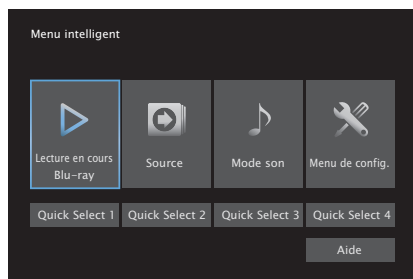 Menu intelligent
Lecture en cours
Blu-ray
Source
Mode son
Menu de config.
Quick Select 1
Quick Select 2
Quick Select 3
Quick Select 4
Aide